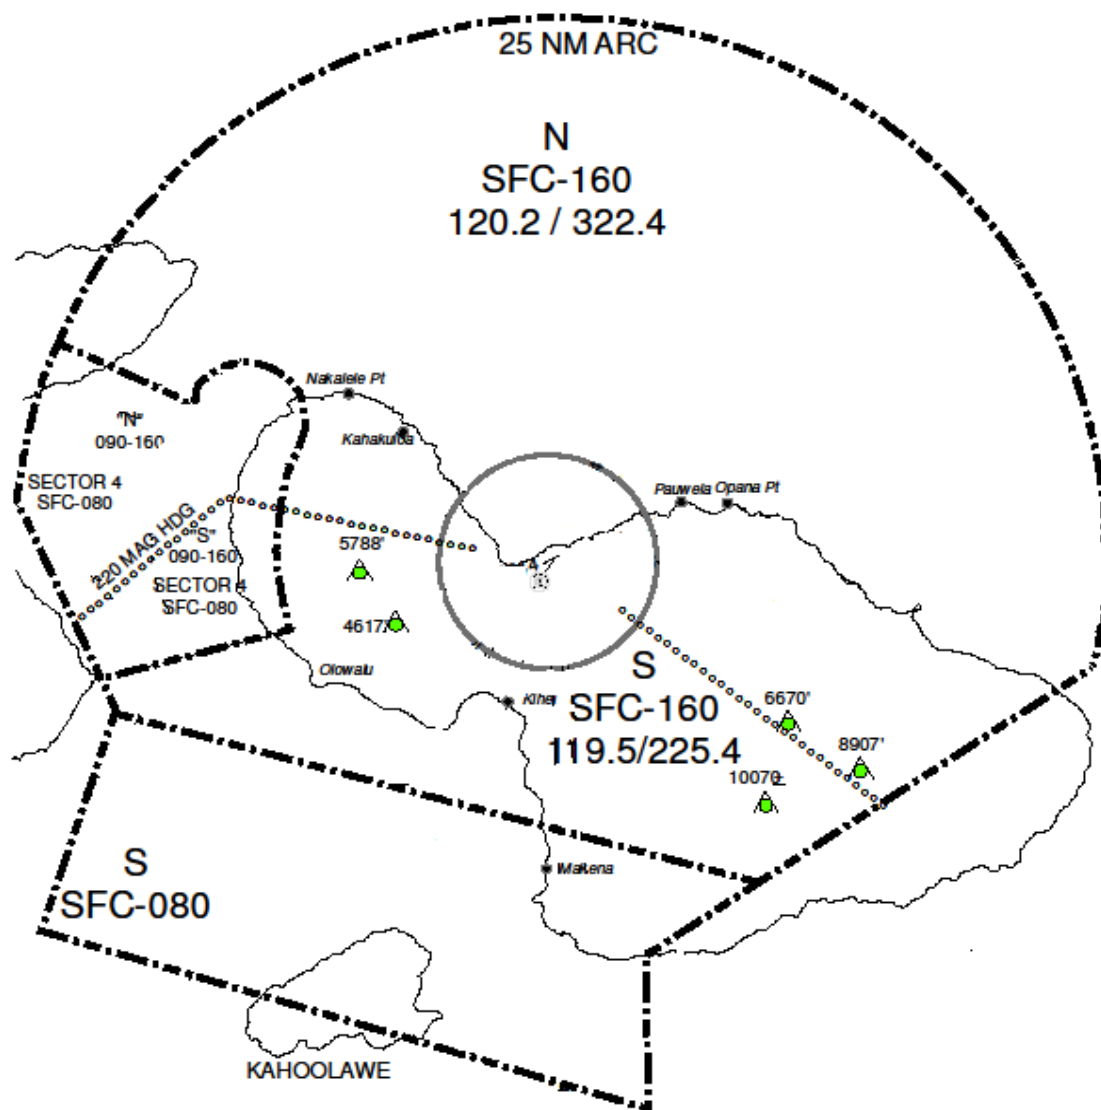 25 NM ARC
N
SFC-160
120.2 / 322.4
Nakalele Pt
"N"
090-160
Kahakuloa
SECTOR 4
SFC-080
Pauwela
Opana Pt
220 MAG HDG
"S"
090-160
5788'
SECTOR 4
SFC-080
4617'
Olowalu
S
SFC-160
119.5/225.4
Kihei
6670'
8907'
10070
Makena
S
SFC-080
KAHOOLAWE